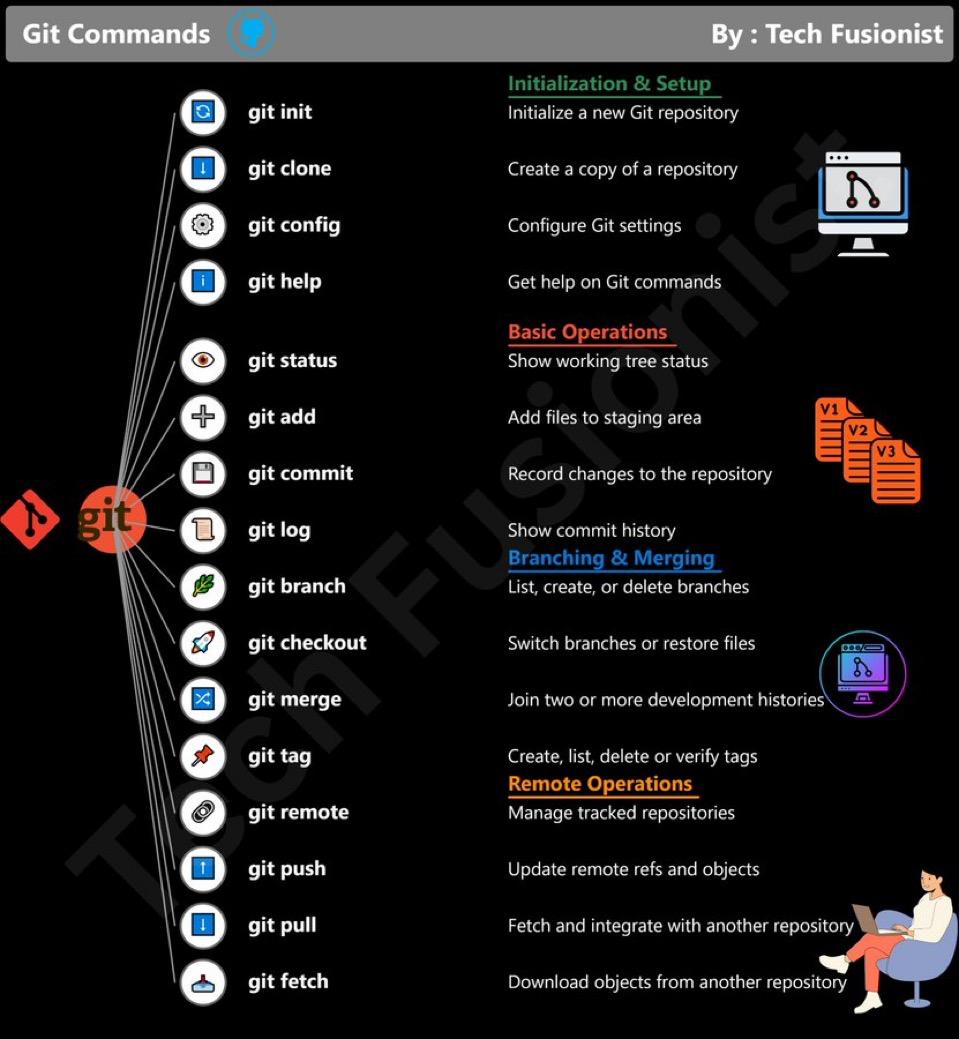 Git Commands
By : Tech Fusionist
Initialization & Setup
git init Initialize a new Git repository
git clone Create a copy of a repository
git config Configure Git settings
git help Get help on Git commands
Basic Operations
git status Show working tree status
git add Add files to staging area
git commit Record changes to the repository
git log Show commit history
Branching & Merging
git branch List, create, or delete branches
git checkout Switch branches or restore files
git merge Join two or more development histories
git tag Create, list, delete or verify tags
Remote Operations
git remote Manage tracked repositories
git push Update remote refs and objects
git pull Fetch and integrate with another repository
git fetch Download objects from another repository
git
V1
V2
V3
i
Tech Fusionist